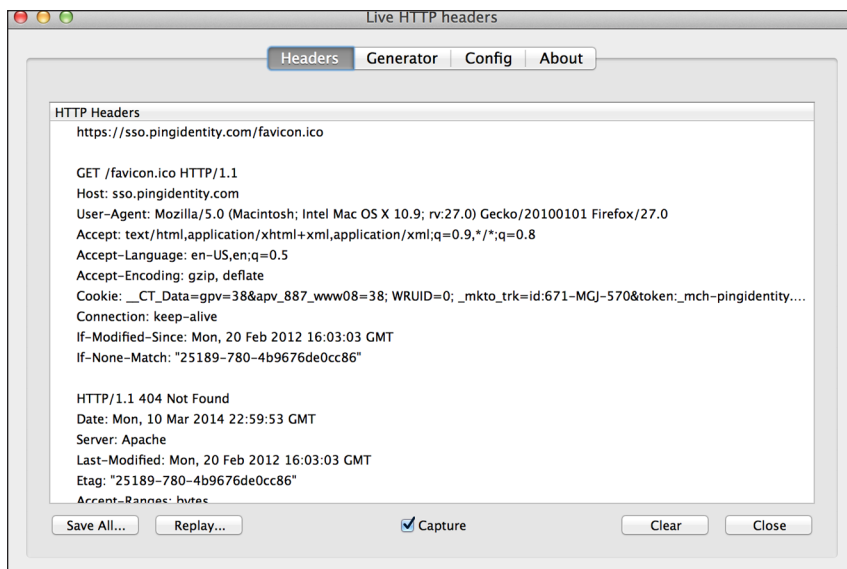 Live HTTP headers
Headers Generator Config About
HTTP Headers
https://sso.pingidentity.com/favicon.ico
GET /favicon.ico HTTP/1.1
Host: sso.pingidentity.com
User-Agent: Mozilla/5.0 (Macintosh; Intel Mac OS X 10.9; rv:27.0) Gecko/20100101 Firefox/27.0
Accept: text/html,application/xhtml+xml,application/xml;q=0.9,*/*;q=0.8
Accept-Language: en-US,en;q=0.5
Accept-Encoding: gzip, deflate
Cookie: __CT_Data=gpv=38&apv_887_www08=38; WRUID=0; _mkto_trk=id:671-MGJ-570&token:_mch-pingidentity....
Connection: keep-alive
If-Modified-Since: Mon, 20 Feb 2012 16:03:03 GMT
If-None-Match: "25189-780-4b9676de0cc86"
HTTP/1.1 404 Not Found
Date: Mon, 10 Mar 2014 22:59:53 GMT
Server: Apache
Last-Modified: Mon, 20 Feb 2012 16:03:03 GMT
Etag: "25189-780-4b9676de0cc86"
Accept-Ranges: bytes
Save All... Replay... Capture Clear Close